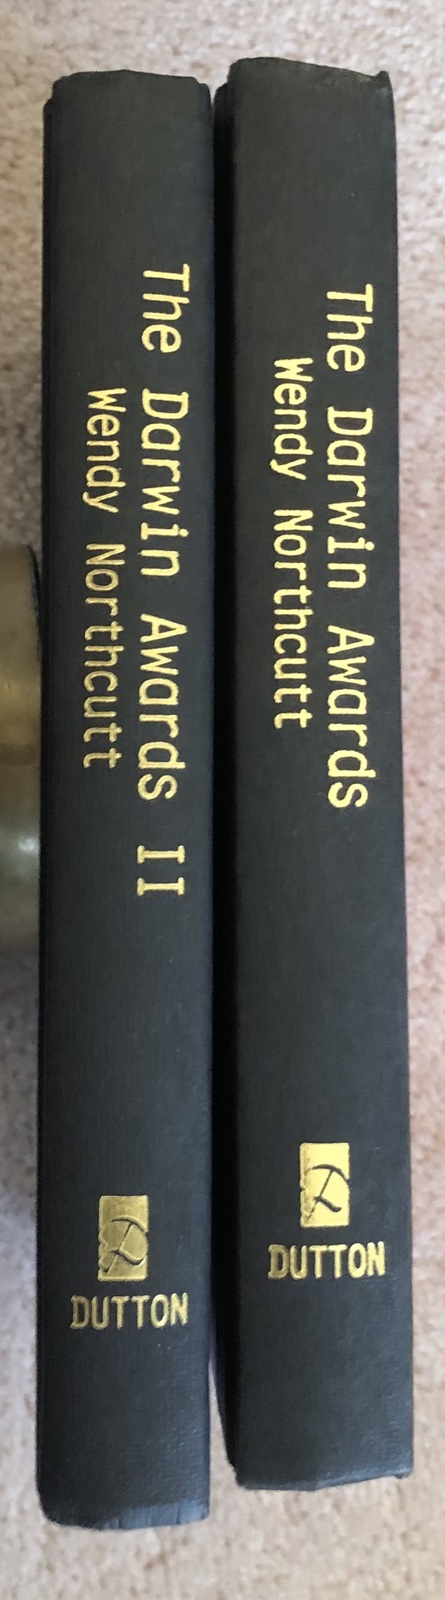 The Darwin Awards II
Wendy Northcutt
DUTTON
The Darwin Awards
Wendy Northcutt
DUTTON